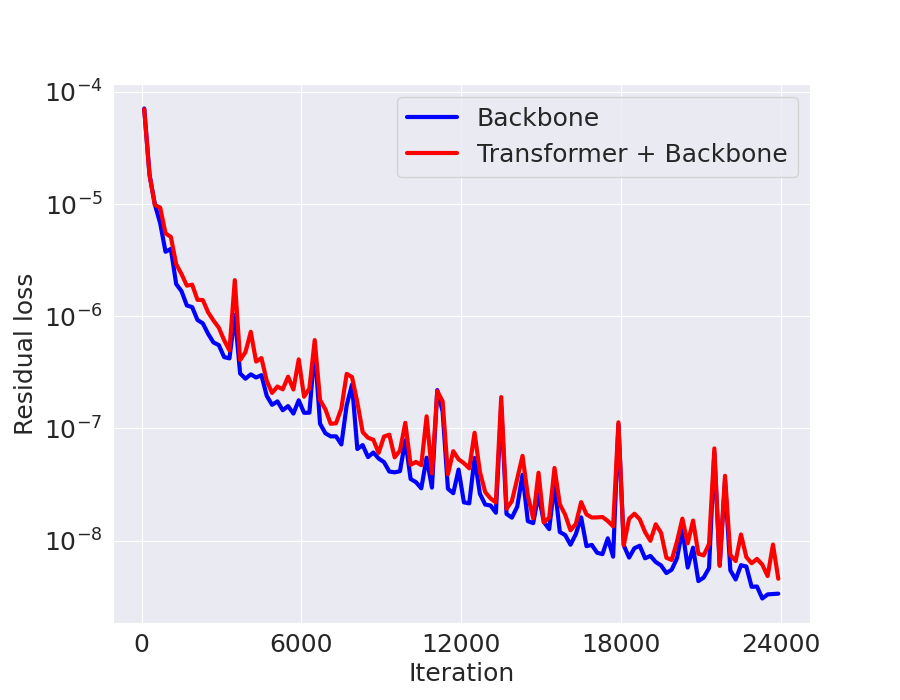 Backbone
Transformer + Backbone
Residual loss
10⁻⁴
10⁻⁵
10⁻⁶
10⁻⁷
10⁻⁸
0 6000 12000 18000 24000
Iteration